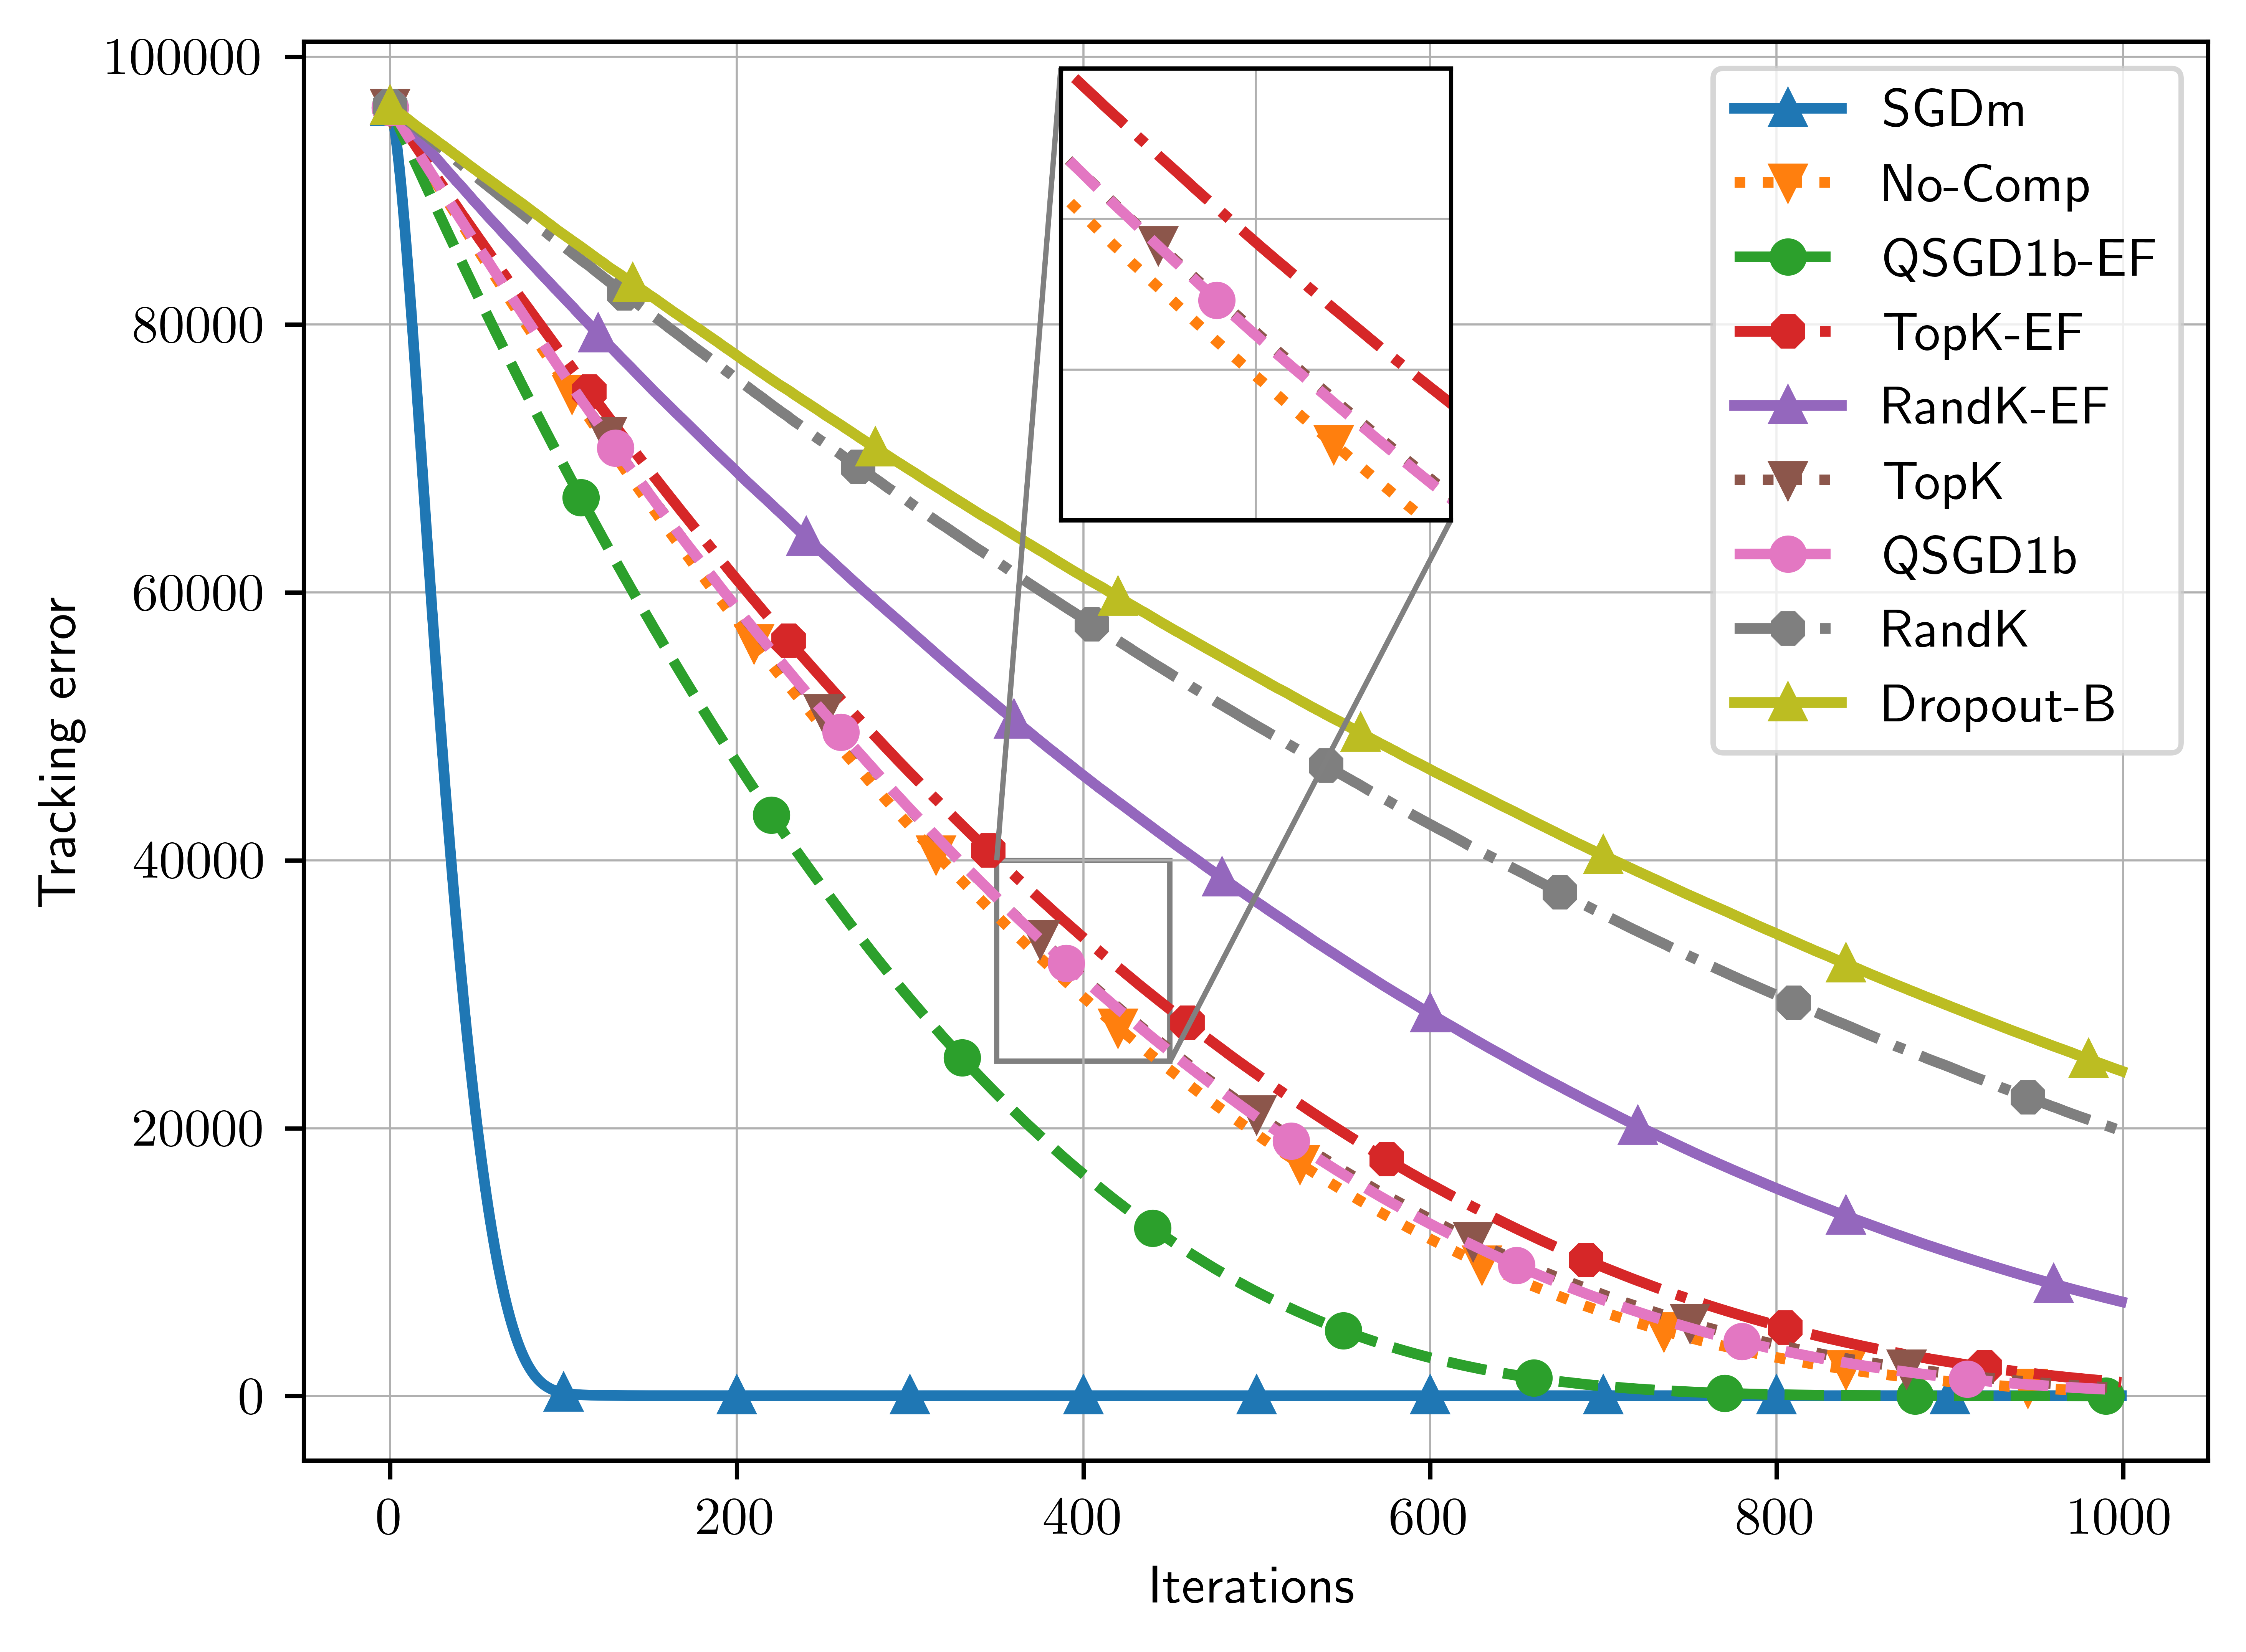 100000
80000
60000
40000
20000
0
Tracking error
0
200
400
600
800
1000
Iterations
SGDm
No-Comp
QSGD1b-EF
TopK-EF
RandK-EF
TopK
QSGD1b
RandK
Dropout-B